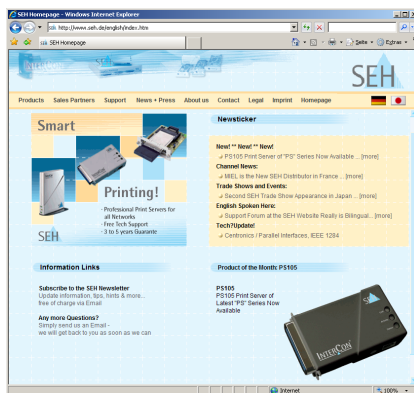 SEH Homepage - Windows Internet Explorer
http://www.seh.de/english/index.htm
SEH Homepage
Seite
Extras
SEH
Products Sales Partners Support News + Press About us Contact Legal Imprint Homepage
Smart
Printing!
- Professional Print Servers for
all Networks
- Free Tech Support
- 3 to 5 years Guarante
SEH
Newsticker
New! ** New! ** New!
PS105 Print Server of "PS" Series Now Available ... [more]
Channel News:
MIEL is the New SEH Distributor in France ... [more]
Trade Shows and Events:
Second SEH Trade Show Appearance in Japan ... [more]
English Spoken Here:
Support Forum at the SEH Website Really is Bilingual... [more]
Tech?Update!
Centronics / Parallel Interfaces, IEEE 1284
Information Links
Subscribe to the SEH Newsletter
Update information, tips, hints & more...
free of charge via Email
Any more Questions?
Simply send us an Email -
we will get back to you as soon as we can
Product of the Month: PS105
PS105
PS105 Print Server of
Latest "PS" Series Now
Available
SEH
INTERCON
Internet
100%